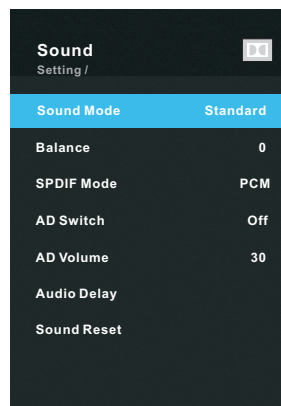 Sound
Setting /
Sound Mode Standard
Balance 0
SPDIF Mode PCM
AD Switch Off
AD Volume 30
Audio Delay
Sound Reset